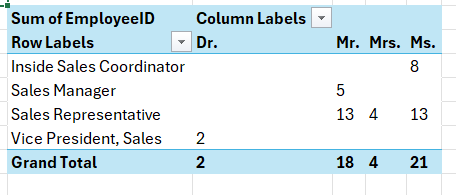 Sum of EmployeeID Column Labels
Row Labels Dr. Mr. Mrs. Ms.
Inside Sales Coordinator 8
Sales Manager 5
Sales Representative 13 4 13
Vice President, Sales 2
Grand Total 2 18 4 21